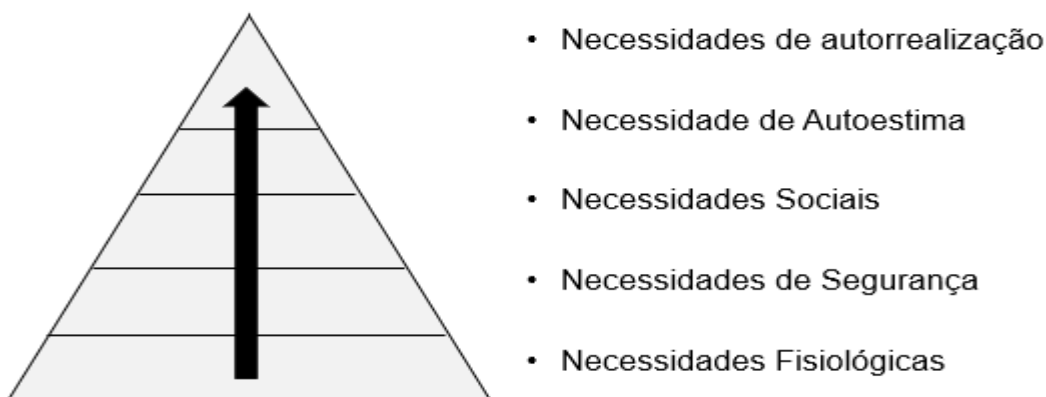 • Necessidades de autorrealização
• Necessidade de Autoestima
• Necessidades Sociais
• Necessidades de Segurança
• Necessidades Fisiológicas